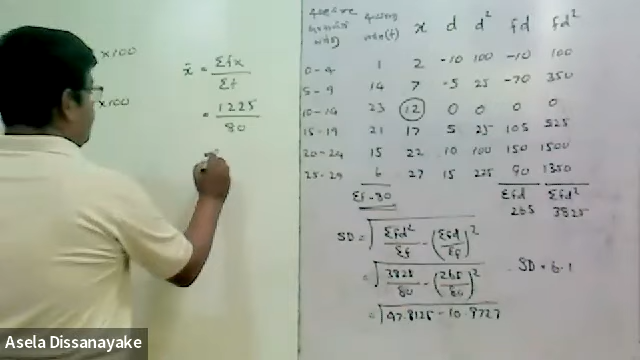 x100
x100
x̄ = Σfx / Σf
= 1225 / 80
x d d² fd fd²
0-4 1 2 -10 100 -10 100
5-9 14 7 -5 25 -70 350
10-14 23 12 0 0 0 0
15-19 21 17 5 25 105 525
20-24 15 22 10 100 150 1500
25-29 6 27 15 225 90 1350
Σf=80 Σfd Σfd²
265 3825
SD = √ Σfd²/Σf - (Σfd/Σf)²
= √ 3825/80 - (265/80)² SD = 6.1
= √47.8125 - 10.9727
Asela Dissanayake